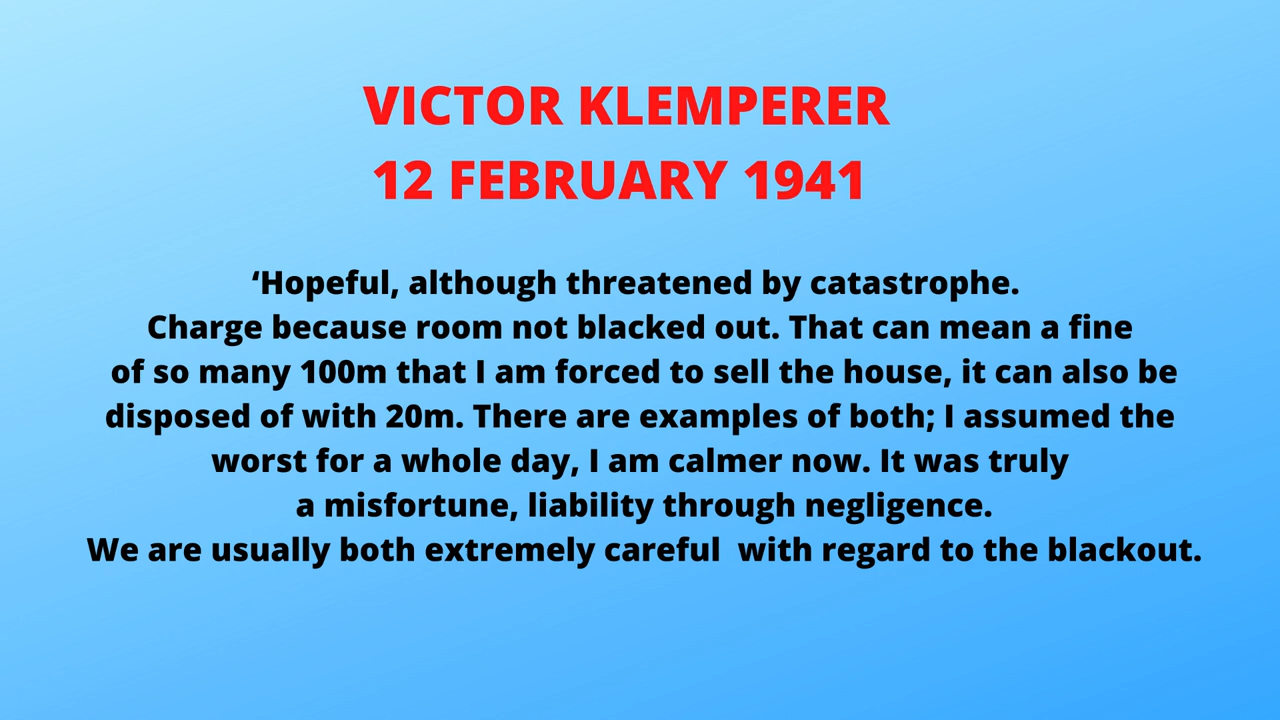 VICTOR KLEMPERER
12 FEBRUARY 1941
‘Hopeful, although threatened by catastrophe.
Charge because room not blacked out. That can mean a fine
of so many 100m that I am forced to sell the house, it can also be
disposed of with 20m. There are examples of both; I assumed the
worst for a whole day, I am calmer now. It was truly
a misfortune, liability through negligence.
We are usually both extremely careful  with regard to the blackout.